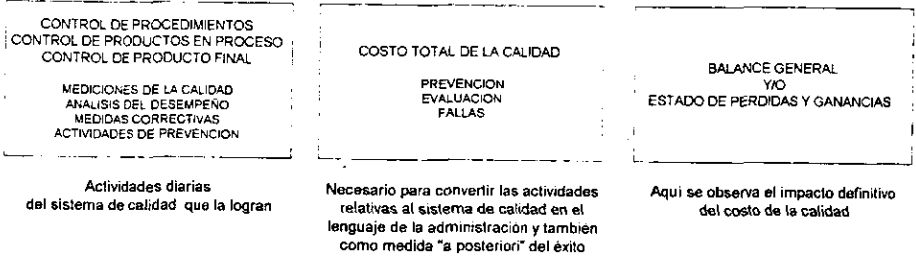 CONTROL DE PROCEDIMIENTOS
CONTROL DE PRODUCTOS EN PROCESO
CONTROL DE PRODUCTO FINAL
MEDICIONES DE LA CALIDAD
ANALISIS DEL DESEMPEÑO
MEDIDAS CORRECTIVAS
ACTIVIDADES DE PREVENCION
Actividades diarias
del sistema de calidad que la logran
COSTO TOTAL DE LA CALIDAD
PREVENCION
EVALUACION
FALLAS
Necesario para convertir las actividades
relativas al sistema de calidad en el
lenguaje de la administración y también
como medida "a posteriori" del éxito
BALANCE GENERAL
Y/O
ESTADO DE PERDIDAS Y GANANCIAS
Aqui se observa el impacto definitivo
del costo de la calidad